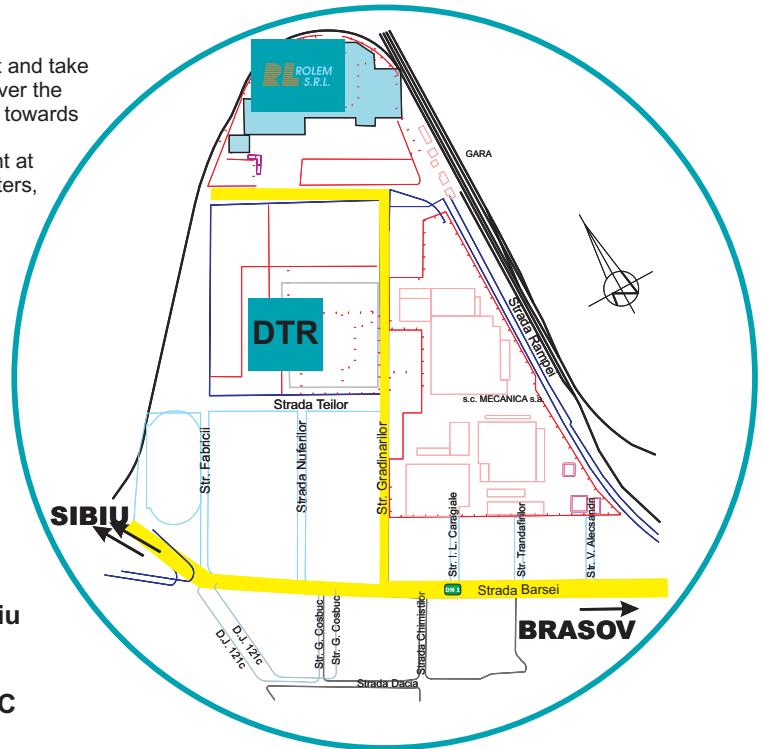 t and take
ver the
towards
nt at
ters,
RL ROLEM
S.R.L.
GARA
Strada Rampei
DTR
s.c. MECANICA s.a.
Strada Teilor
Str. Fabricii
Strada Nuferilor
Str. Gradinarilor
Str. I. L. Caragiale
Str. Trandafirilor
Str. V. Alecsandri
SIBIU
DN 1
Strada Barsei
BRASOV
D.J. 121c
D.J. 121c
Str. G. Cosbuc
Str. G. Cosbuc
Strada Chimistilor
Strada Dacia
iu
C